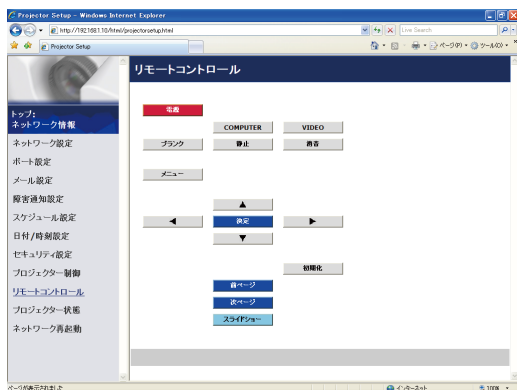 Projector Setup - Windows Internet Explorer
http://192.168.1.10/html/projectorsetup.html
Live Search
Projector Setup
ページ(P)
ツール(O)
リモートコントロール
トップ:
ネットワーク情報
ネットワーク設定
ポート設定
メール設定
障害通知設定
スケジュール設定
日付/時刻設定
セキュリティ設定
プロジェクター制御
リモートコントロール
プロジェクター状態
ネットワーク再起動
電源
COMPUTER
VIDEO
ブランク
静止
消音
メニュー
▲
◀
決定
▶
▼
初期化
前ページ
次ページ
スライドショー
ページが表示されました
インターネット
100%